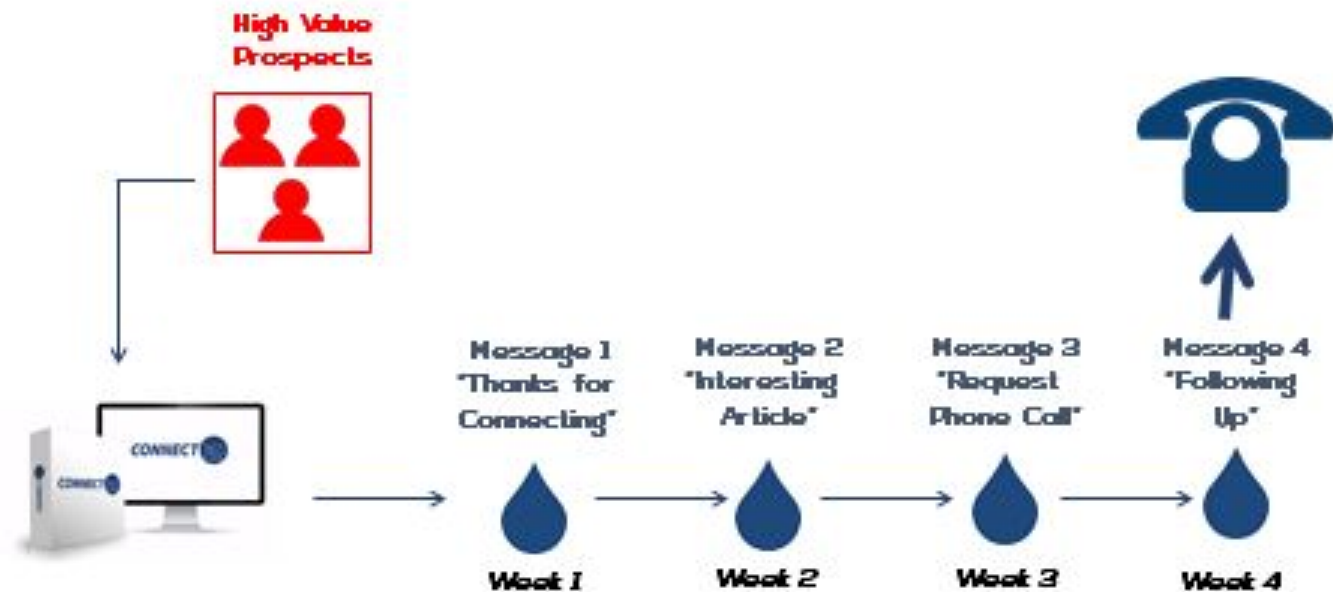 High Value
Prospects
Message 1
"Thanks for
Connecting"
Message 2
"Interesting
Article"
Message 3
"Request
Phone Call"
Message 4
"Following
Up"
CONNECT
CONNECT
Week 1
Week 2
Week 3
Week 4